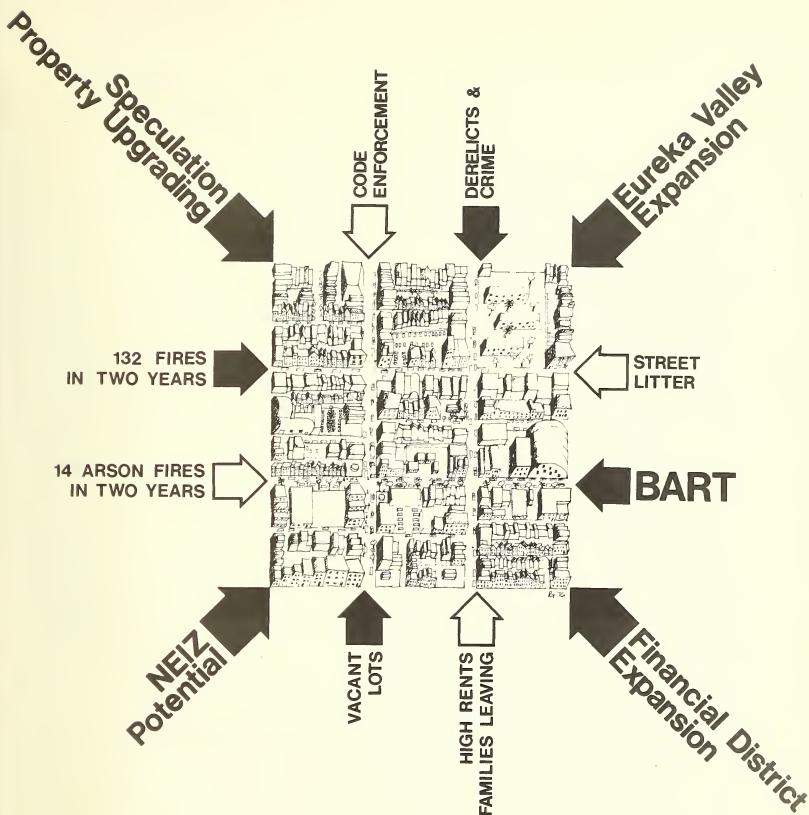 Speculation
Property Upgrading
CODE
ENFORCEMENT
DERELICTS &
CRIME
Eureka Valley
Expansion
132 FIRES
IN TWO YEARS
STREET
LITTER
14 ARSON FIRES
IN TWO YEARS
BART
NEIZ
Potential
VACANT
LOTS
HIGH RENTS
FAMILIES LEAVING
Financial District
Expansion